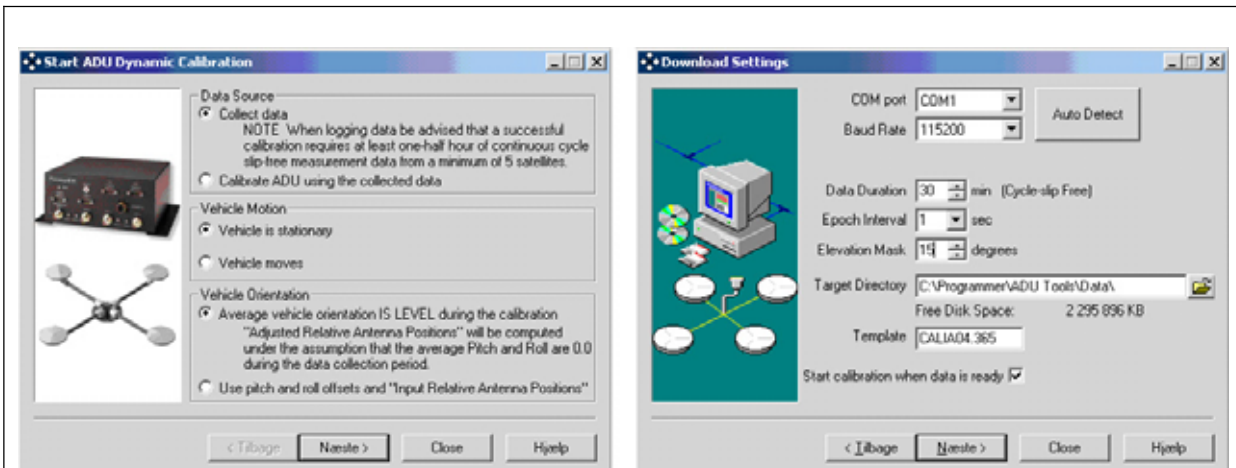 Start ADU Dynamic Calibration
Data Source
Collect data
NOTE When logging data be advised that a successful
calibration requires at least one-half hour of continuous cycle
slip-free measurement data from a minimum of 5 satellites.
Calibrate ADU using the collected data
Vehicle Motion
Vehicle is stationary
Vehicle moves
Vehicle Orientation
Average vehicle orientation IS LEVEL during the calibration
"Adjusted Relative Antenna Positions" will be computed
under the assumption that the average Pitch and Roll are 0.0
during the data collection period.
Use pitch and roll offsets and "Input Relative Antenna Positions"
< Tilbage
Næste >
Close
Hjælp
Download Settings
COM port COM1
Baud Rate 115200
Auto Detect
Data Duration 30 min (Cycle-slip Free)
Epoch Interval 1 sec
Elevation Mask 15 degrees
Target Directory C:\Programmer\ADU Tools\Data\
Free Disk Space: 2 295 896 KB
Template CALIA04.365
Start calibration when data is ready
< Tilbage
Næste >
Close
Hjælp